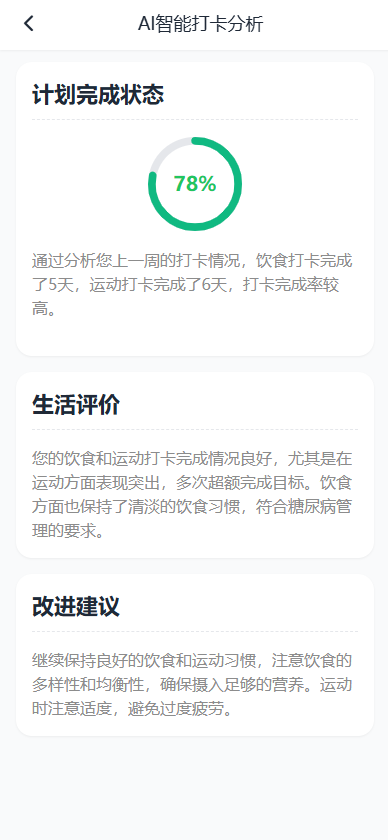 AI智能打卡分析
计划完成状态
78%
通过分析您上一周的打卡情况，饮食打卡完成
了5天，运动打卡完成了6天，打卡完成率较
高。
生活评价
您的饮食和运动打卡完成情况良好，尤其是在
运动方面表现突出，多次超额完成目标。饮食
方面也保持了清淡的饮食习惯，符合糖尿病管
理的要求。
改进建议
继续保持良好的饮食和运动习惯，注意饮食的
多样性和均衡性，确保摄入足够的营养。运动
时注意适度，避免过度疲劳。